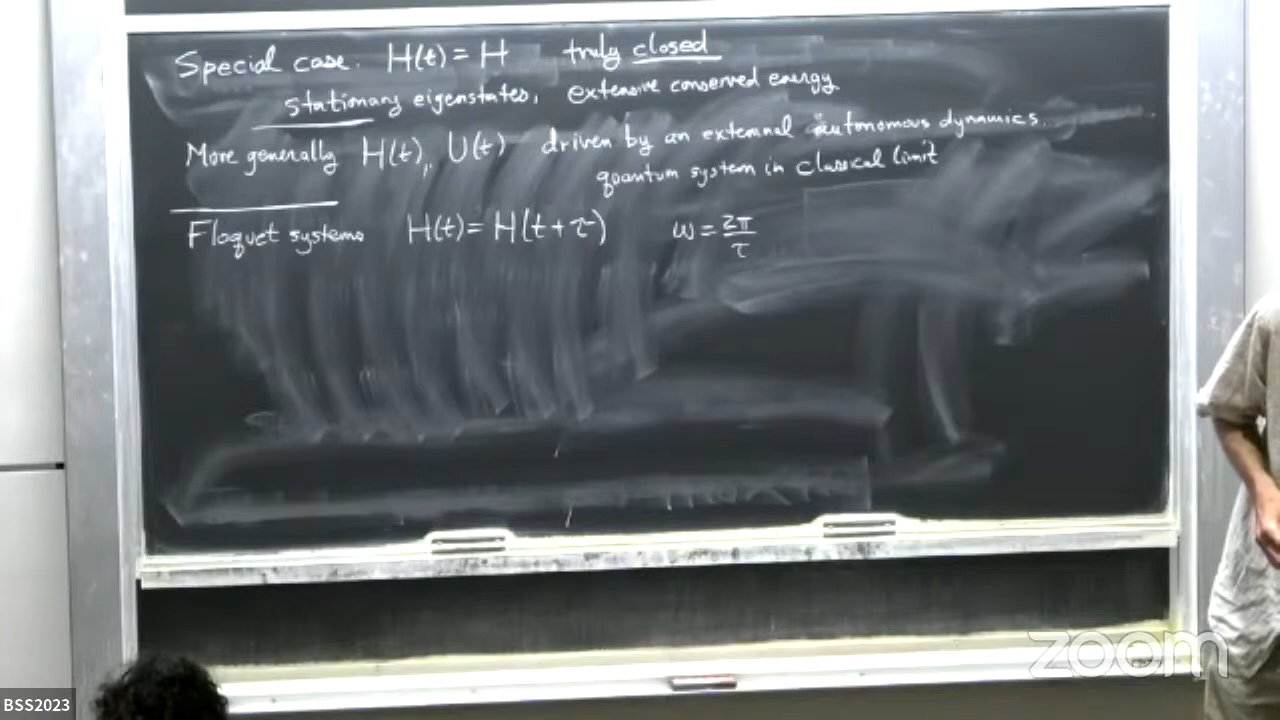 Special case. H(t) = H truly closed
stationary eigenstates, extensive conserved energy
More generally H(t), U(t) driven by an external autonomous dynamics.
quantum system in classical limit
Floquet systems H(t) = H(t+τ) ω = 2π/τ
zoom
BSS2023